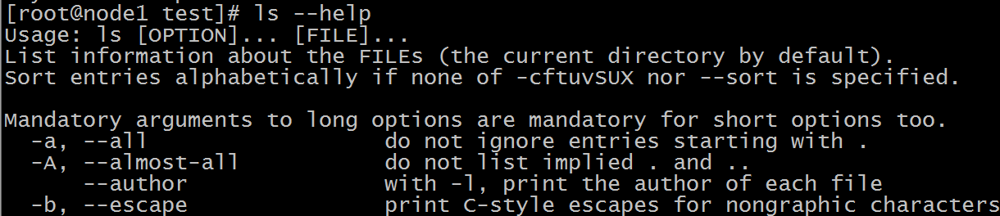 [root@node1 test]# ls --help
Usage: ls [OPTION]... [FILE]...
List information about the FILEs (the current directory by default).
Sort entries alphabetically if none of -cftuvSUX nor --sort is specified.

Mandatory arguments to long options are mandatory for short options too.
  -a, --all                  do not ignore entries starting with .
  -A, --almost-all           do not list implied . and ..
      --author               with -l, print the author of each file
  -b, --escape               print C-style escapes for nongraphic characters